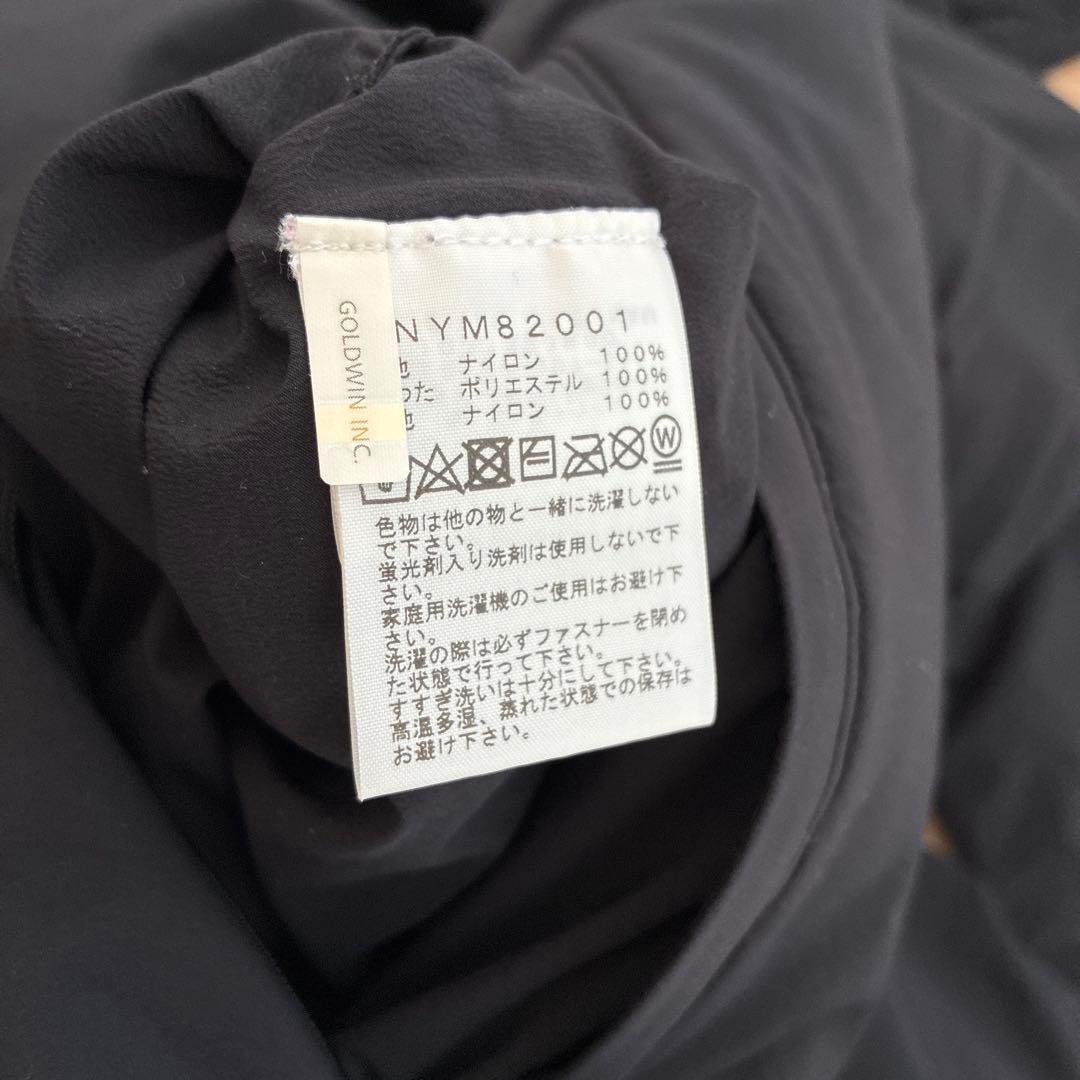 GOLDWIN INC.
NYM82001
ナイロン 100%
ポリエステル 100%
ナイロン 100%
W
色物は他の物と一緒に洗濯しない
で下さい。
蛍光剤入り洗剤は使用しないで下
さい。
家庭用洗濯機のご使用はお避け下
さい。
洗濯の際は必ずファスナーを閉め
た状態で行って下さい。
すすぎ洗いは十分にして下さい。
高温多湿、蒸れた状態での保存は
お避け下さい。